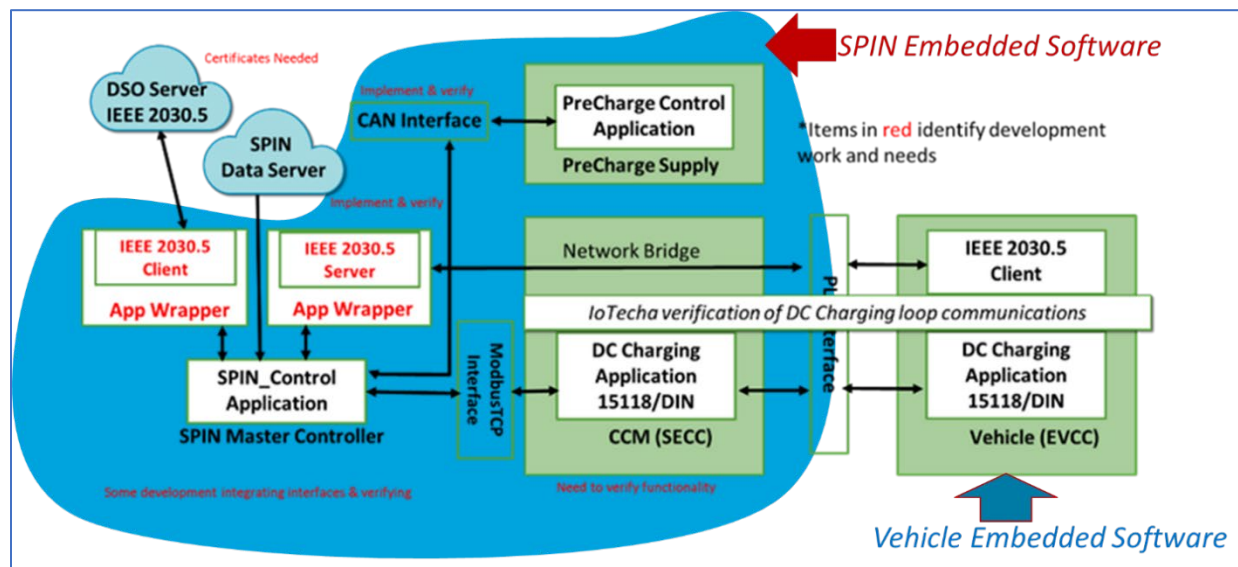 SPIN Embedded Software
Certificates Needed
DSO Server
IEEE 2030.5
SPIN
Data Server
Implement & verify
CAN Interface
PreCharge Control
Application
PreCharge Supply
*Items in red identify development
work and needs
Implement & verify
IEEE 2030.5
Client
App Wrapper
IEEE 2030.5
Server
App Wrapper
Network Bridge
IEEE 2030.5
Client
IoTecha verification of DC Charging loop communications
SPIN_Control
Application
SPIN Master Controller
ModbusTCP
Interface
DC Charging
Application
15118/DIN
CCM (SECC)
DC Charging
Application
15118/DIN
Vehicle (EVCC)
Some development integrating interfaces & verifying
Need to verify functionality
Vehicle Embedded Software